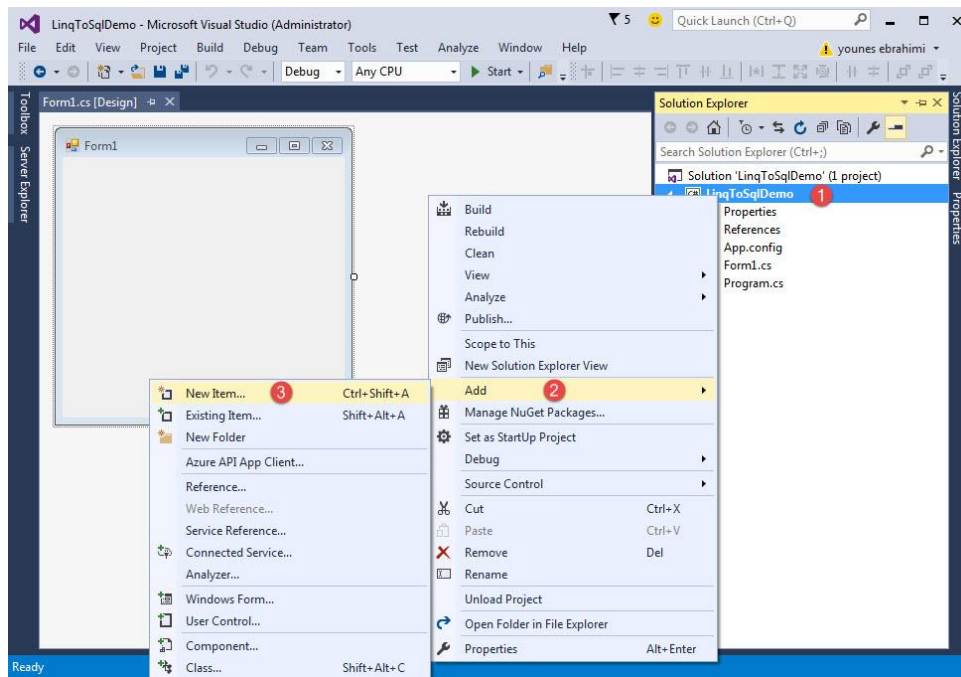 LinqToSqlDemo - Microsoft Visual Studio (Administrator)
5
Quick Launch (Ctrl+Q)
File Edit View Project Build Debug Team Tools Test Analyze Window Help
younes ebrahimi
Debug Any CPU Start
Toolbox
Server Explorer
Form1.cs [Design]
Form1
Solution Explorer
Search Solution Explorer (Ctrl+;)
Solution 'LinqToSqlDemo' (1 project)
C# LinqToSqlDemo 1
Properties
References
App.config
Form1.cs
Program.cs
Solution Explorer
Properties
Build
Rebuild
Clean
View
Analyze
Publish...
Scope to This
New Solution Explorer View
Add 2
Manage NuGet Packages...
Set as StartUp Project
Debug
Source Control
Cut Ctrl+X
Paste Ctrl+V
Remove Del
Rename
Unload Project
Open Folder in File Explorer
Properties Alt+Enter
New Item... 3 Ctrl+Shift+A
Existing Item... Shift+Alt+A
New Folder
Azure API App Client...
Reference...
Web Reference...
Service Reference...
Connected Service...
Analyzer...
Windows Form...
User Control...
Component...
Class... Shift+Alt+C
Ready